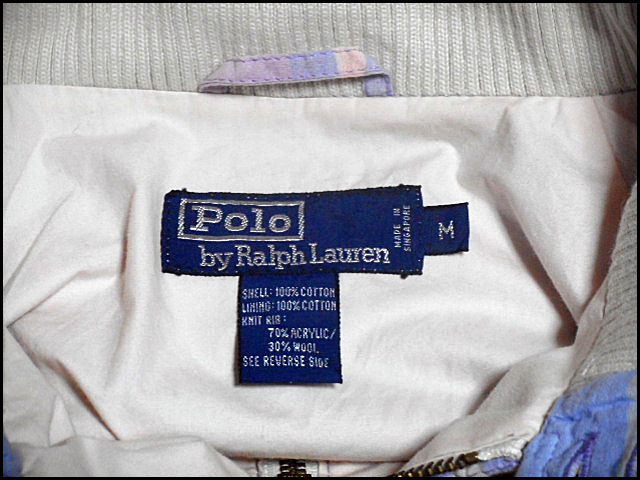 Polo
by Ralph Lauren
MADE IN
SINGAPORE
M
SHELL: 100% COTTON
LINING: 100% COTTON
KNIT RIB:
70% ACRYLIC/
30% WOOL
SEE REVERSE SIDE